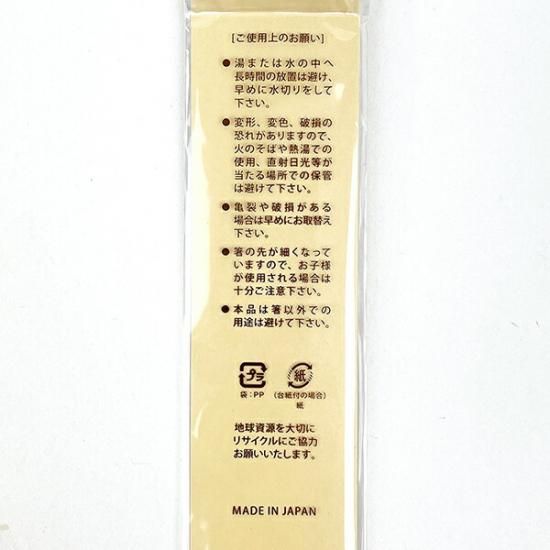 [ご使用上のお願い]
●湯または水の中へ
長時間の放置は避け、
早めに水切りをして
下さい。
●変形、変色、破損の
恐れがありますので、
火のそばや熱湯での
使用、直射日光等が
当たる場所での保管
は避けて下さい。
●亀裂や破損がある
場合は早めにお取替え
下さい。
●箸の先が細くなって
いますので、お子様
が使用される場合は
十分ご注意下さい。
●本品は箸以外での
用途は避けて下さい。
プラ 紙
袋：PP (台紙付の場合)
紙
地球資源を大切に
リサイクルにご協力
お願いいたします。
MADE IN JAPAN